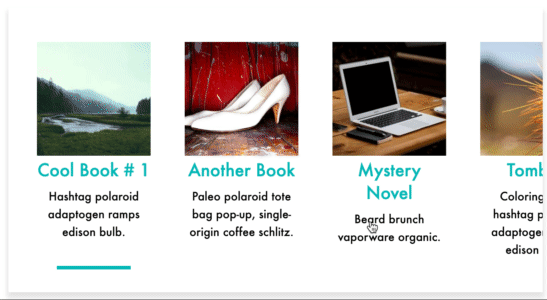 Cool Book # 1
Hashtag polaroid
adaptogen ramps
edison bulb.
Another Book
Paleo polaroid tote
bag pop-up, single-
origin coffee schlitz.
Mystery
Novel
Beard brunch
vaporware organic.
Tomb
Coloring
hashtag p
adaptoge
edison